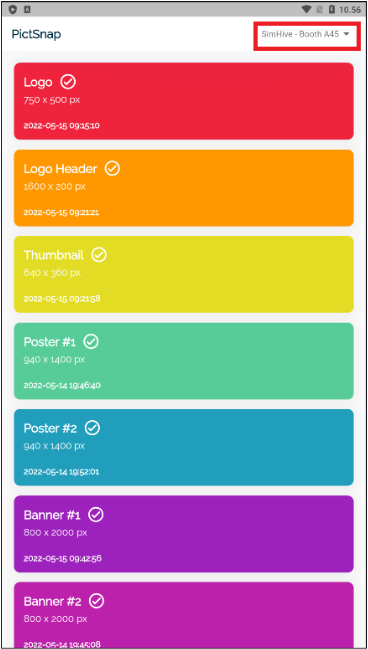 10.56
PictSnap
SimHive - Booth A45
Logo
750 x 500 px
2022-05-15 09:15:10
Logo Header
1600 x 200 px
2022-05-15 09:21:21
Thumbnail
640 x 360 px
2022-05-15 09:21:58
Poster #1
940 x 1400 px
2022-05-14 19:46:40
Poster #2
940 x 1400 px
2022-05-14 19:52:01
Banner #1
800 x 2000 px
2022-05-15 09:42:56
Banner #2
800 x 2000 px
2022-05-14 19:45:08